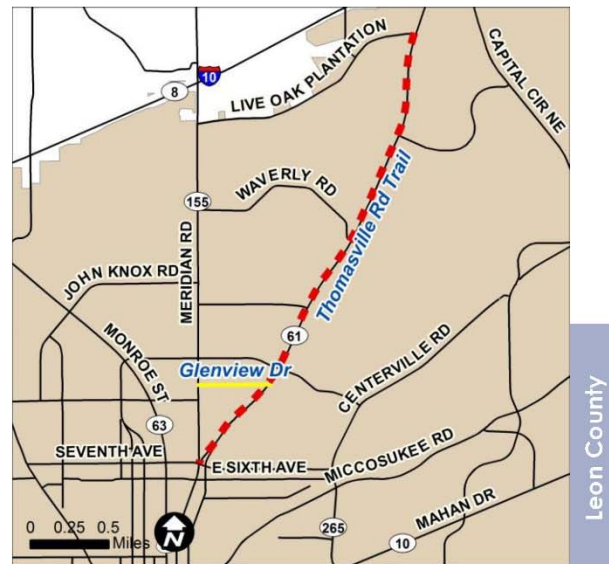 10
8
LIVE OAK PLANTATION
CAPITAL CIR NE
WAVERLY RD
155
MERIDIAN RD
Thomasville Rd Trail
JOHN KNOX RD
MONROE ST
61
Glenview Dr
CENTERVILLE RD
63
SEVENTH AVE
E SIXTH AVE
MICCOSUKEE RD
MAHAN DR
265
10
0 0.25 0.5
Miles
N
Leon County